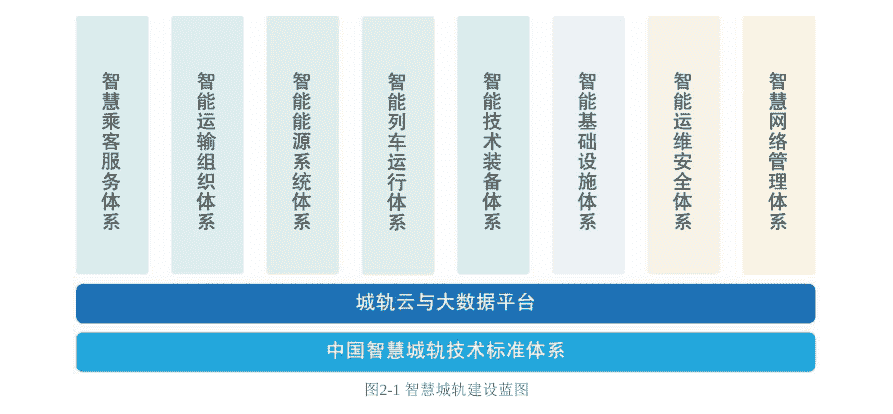 智慧乘客服务体系
智能运输组织体系
智能能源系统体系
智能列车运行体系
智能技术装备体系
智能基础设施体系
智能运维安全体系
智慧网络管理体系
城轨云与大数据平台
中国智慧城轨技术标准体系
图2-1 智慧城轨建设蓝图